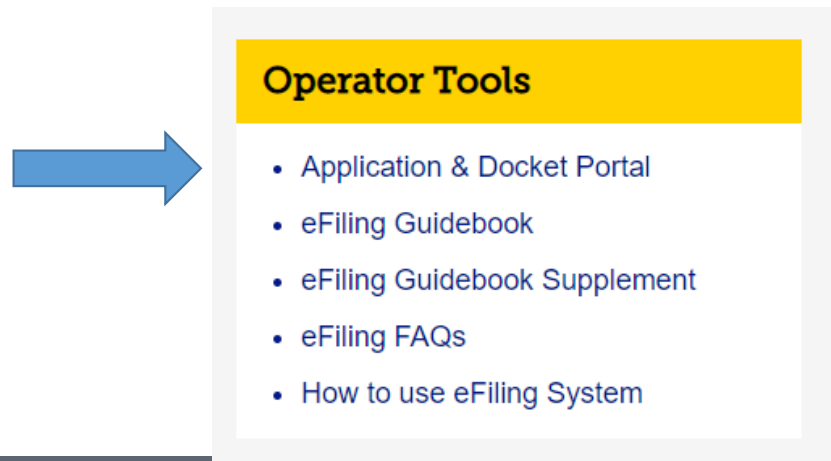 Operator Tools
Application & Docket Portal
eFiling Guidebook
eFiling Guidebook Supplement
eFiling FAQs
How to use eFiling System